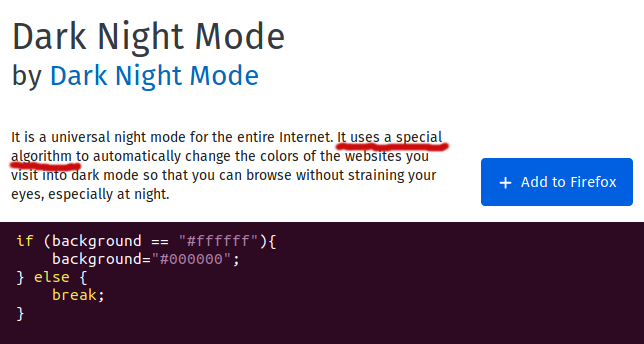 Dark Night Mode
by Dark Night Mode
It is a universal night mode for the entire Internet. It uses a special
algorithm to automatically change the colors of the websites you
visit into dark mode so that you can browse without straining your
eyes, especially at night.
+ Add to Firefox
if (background == "#ffffff"){
    background="#000000";
} else {
    break;
}